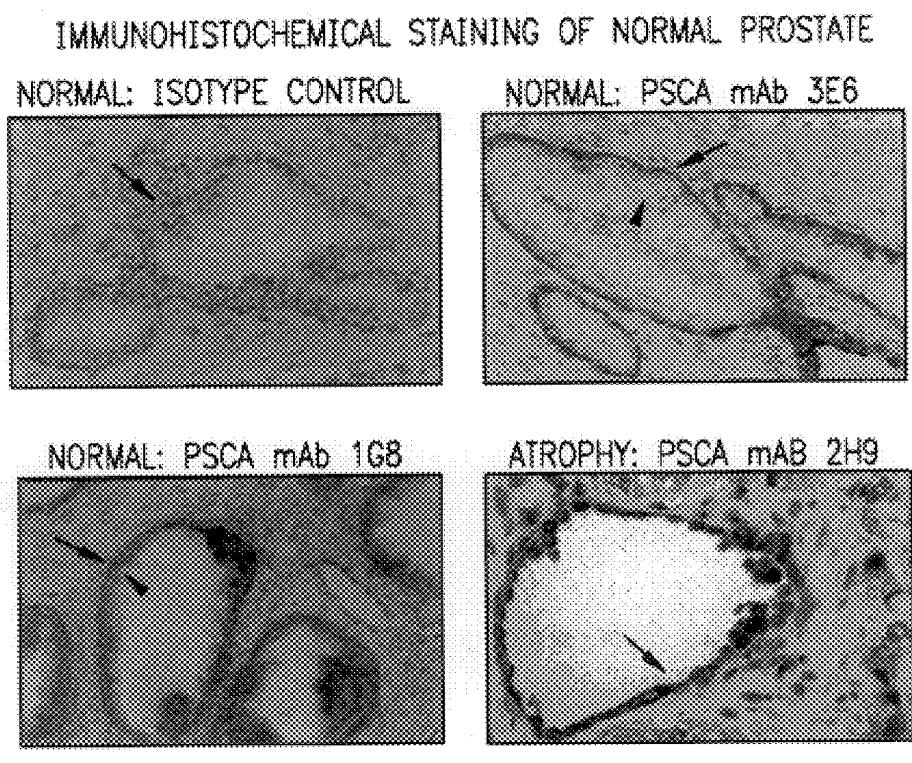 IMMUNOHISTOCHEMICAL STAINING OF NORMAL PROSTATE
NORMAL: ISOTYPE CONTROL
NORMAL: PSCA mAb 3E6
NORMAL: PSCA mAb 1G8
ATROPHY: PSCA mAB 2H9